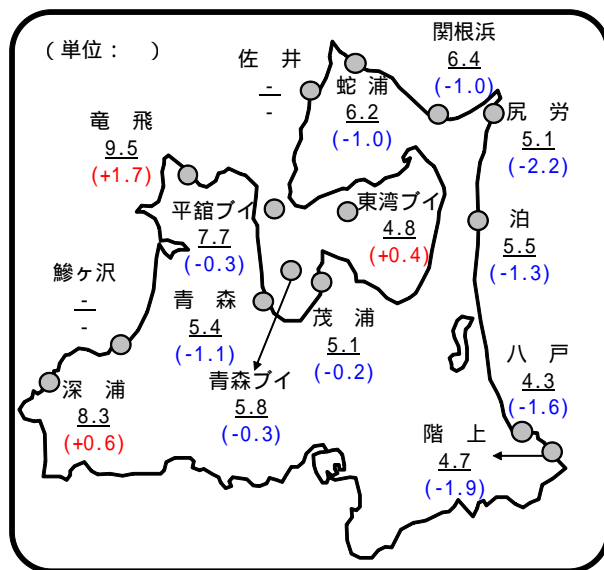 (単位: )
関根浜
6.4
(-1.0)
佐 井
-
-
蛇 浦
6.2
(-1.0)
尻 労
5.1
(-2.2)
竜 飛
9.5
(+1.7)
平舘ブイ
7.7
(-0.3)
東湾ブイ
4.8
(+0.4)
泊
5.5
(-1.3)
鰺ヶ沢
-
-
青 森
5.4
(-1.1)
茂 浦
5.1
(-0.2)
青森ブイ
5.8
(-0.3)
深 浦
8.3
(+0.6)
八 戸
4.3
(-1.6)
階 上
4.7
(-1.9)